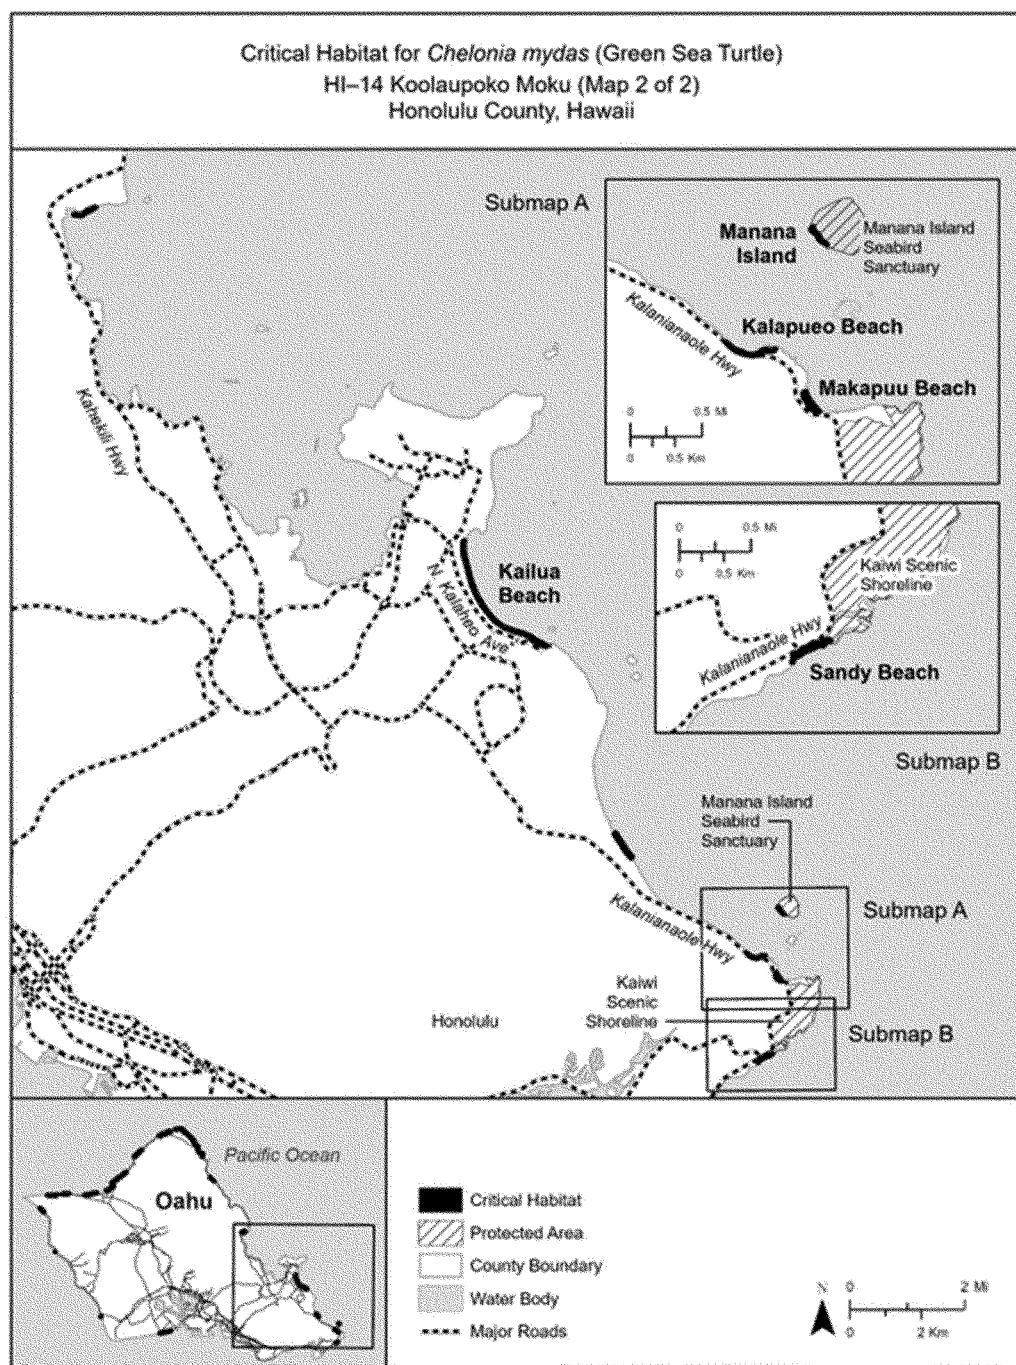 Critical Habitat for Chelonia mydas (Green Sea Turtle)
HI–14 Koolaupoko Moku (Map 2 of 2)
Honolulu County, Hawaii
Submap A
Manana
Island
Manana Island
Seabird
Sanctuary
Kalanianaole Hwy
Kalapueo Beach
Makapuu Beach
0 0.5 Mi
0 0.5 Km
Kahekili Hwy
Kailua
Beach
N. Kalaheo Ave
0 0.5 Mi
0 0.5 Km
Kaiwi Scenic
Shoreline
Kalanianaole Hwy
Sandy Beach
Submap B
Manana Island
Seabird
Sanctuary
Submap A
Kalanianaole Hwy
Kaiwi
Scenic
Shoreline
Honolulu
Submap B
Pacific Ocean
Oahu
Critical Habitat
Protected Area
County Boundary
Water Body
Major Roads
N
0 2 Mi
0 2 Km